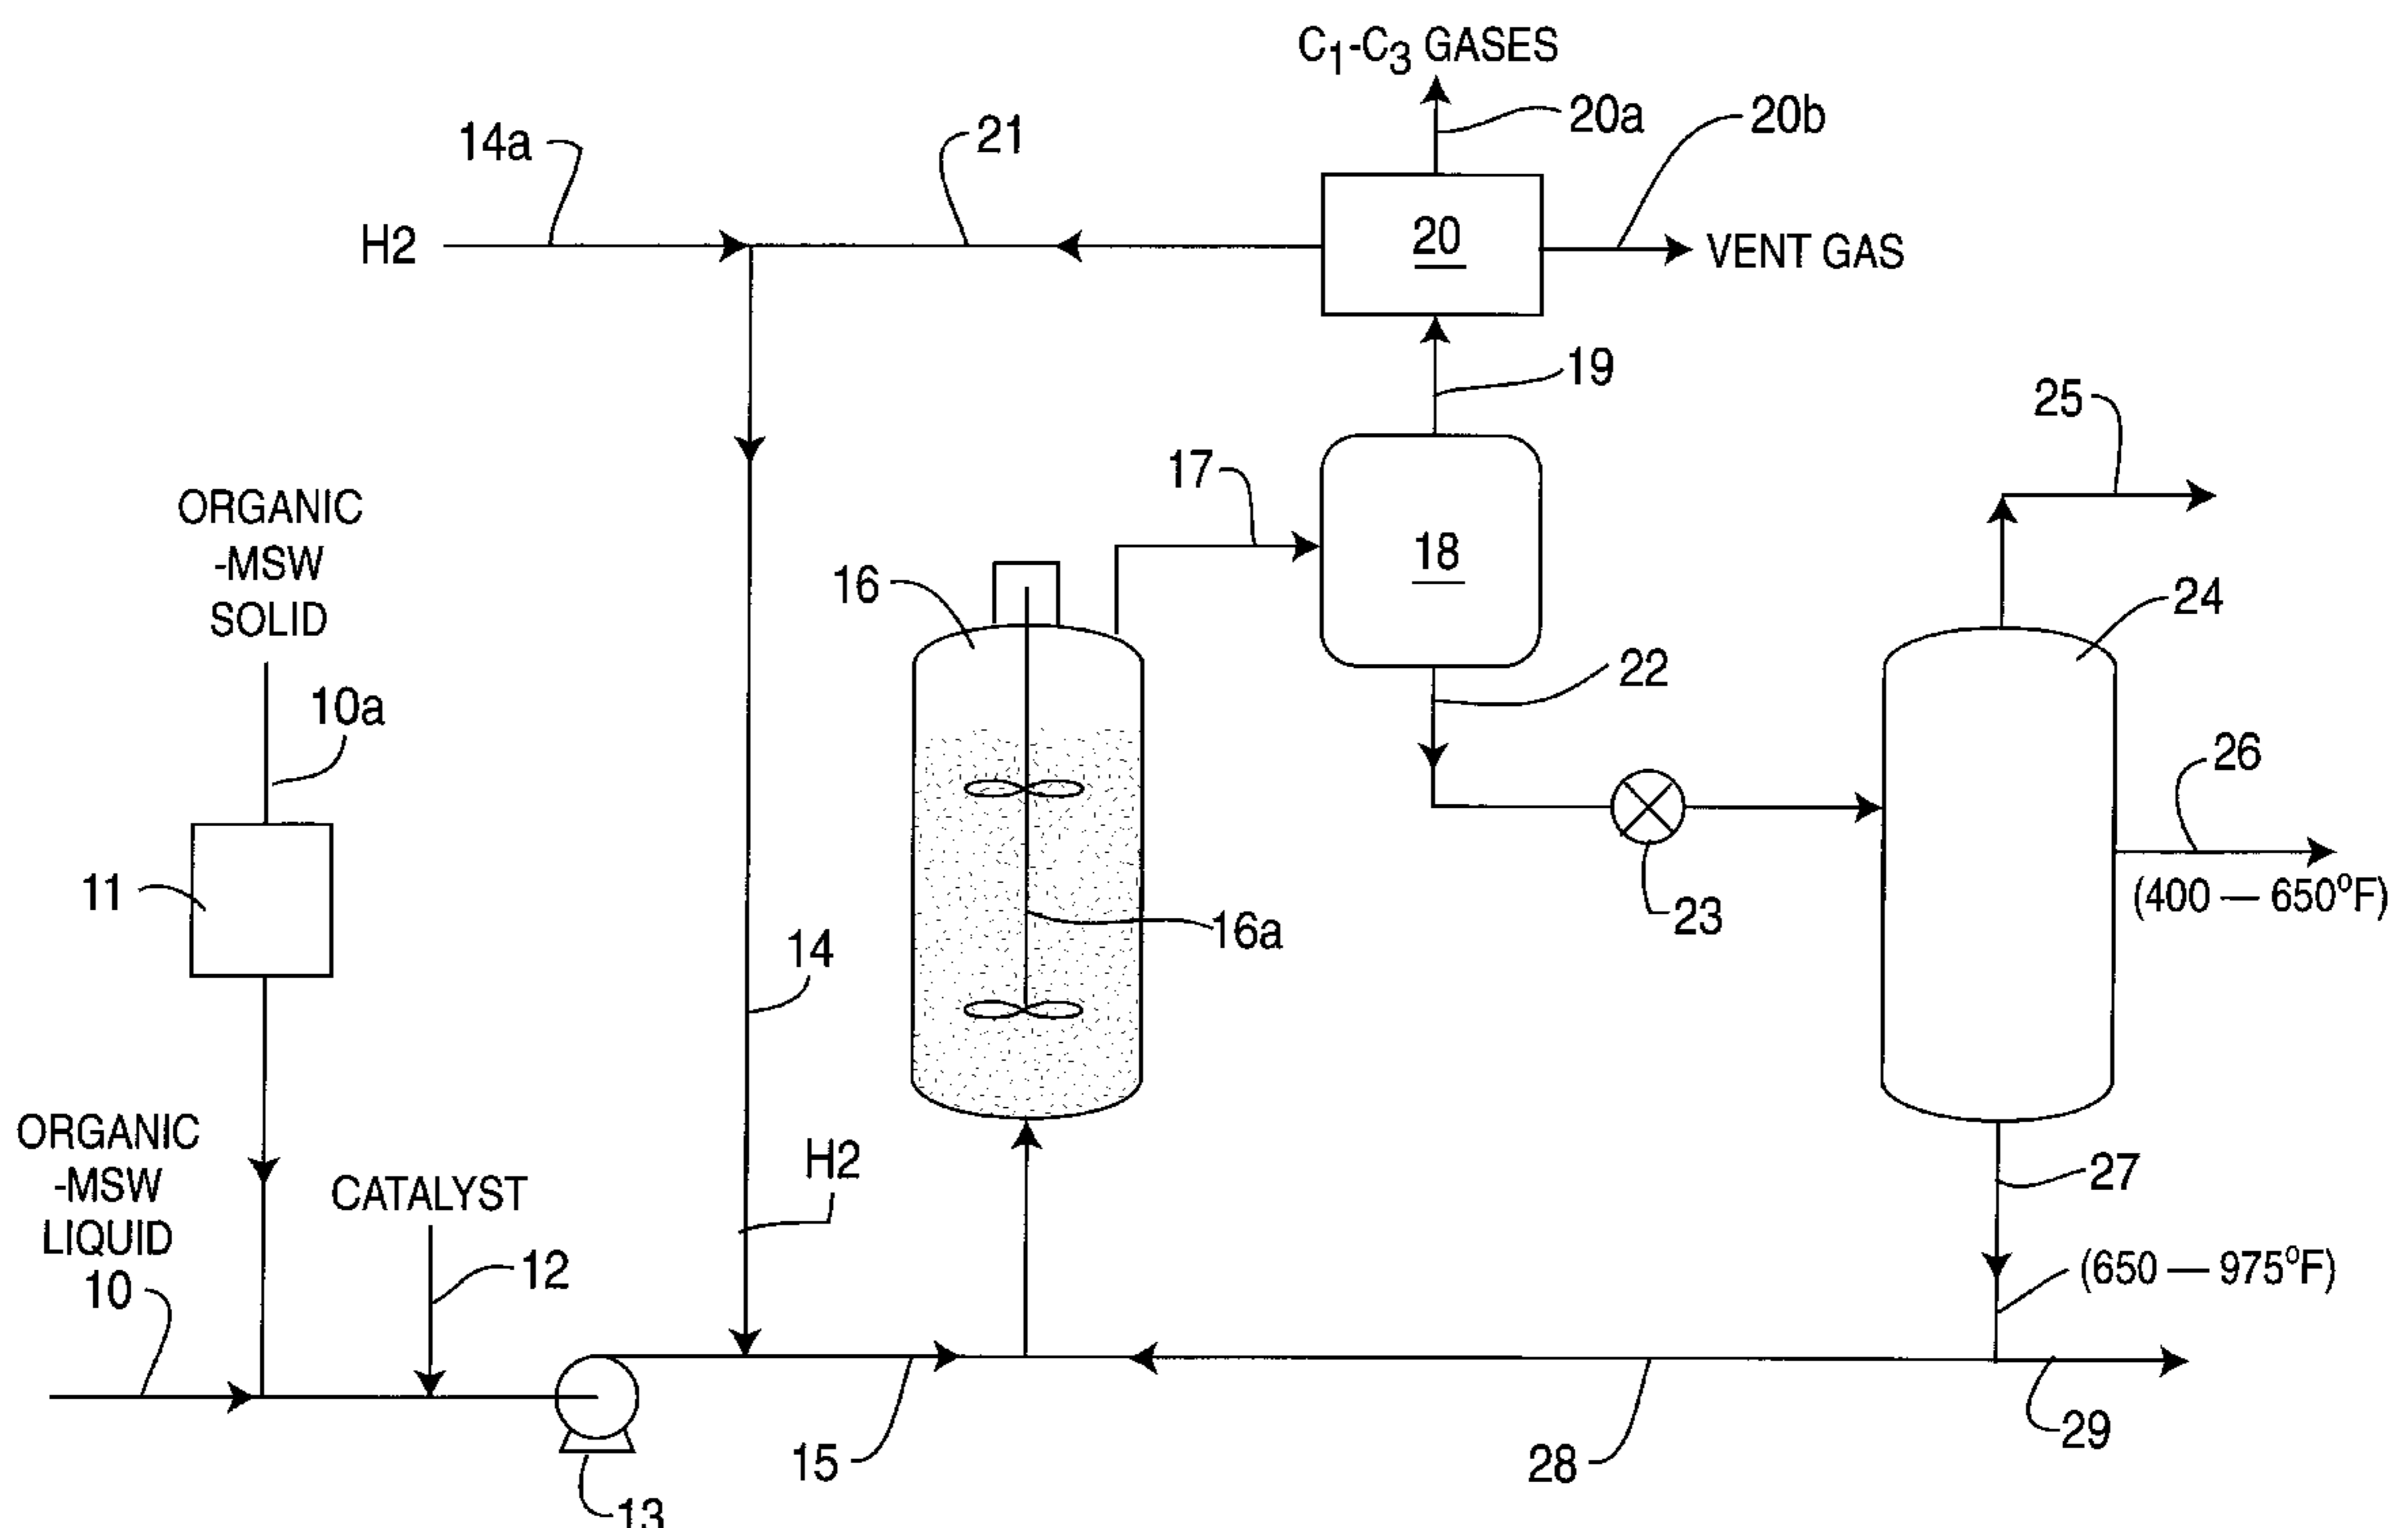 C1-C3 GASES
20a
20b
14a
21
H2
20
VENT GAS
19
25
17
ORGANIC
-MSW
SOLID
18
16
24
22
10a
26
11
(400 — 650°F)
23
16a
14
ORGANIC
-MSW
LIQUID
10
H2
CATALYST
27
12
(650 — 975°F)
15
28
29
13